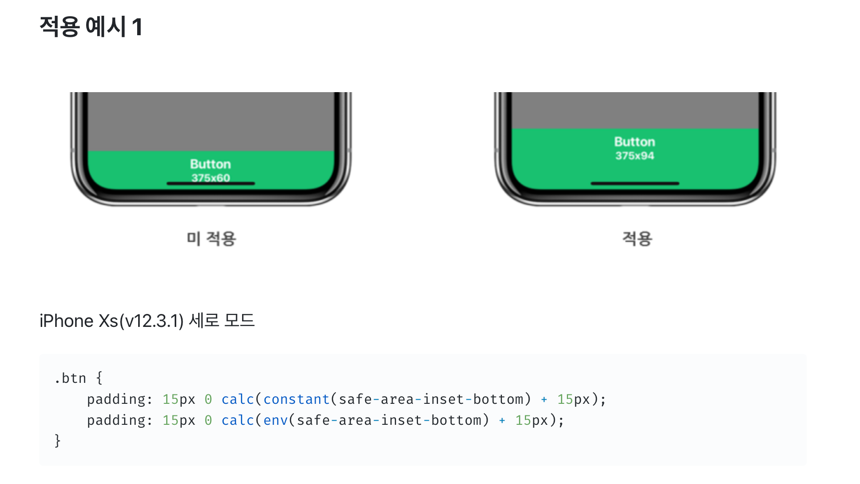 적용 예시 1
Button
375x60
Button
375x94
미 적용
적용
iPhone Xs(v12.3.1) 세로 모드
.btn {
    padding: 15px 0 calc(constant(safe-area-inset-bottom) + 15px);
    padding: 15px 0 calc(env(safe-area-inset-bottom) + 15px);
}